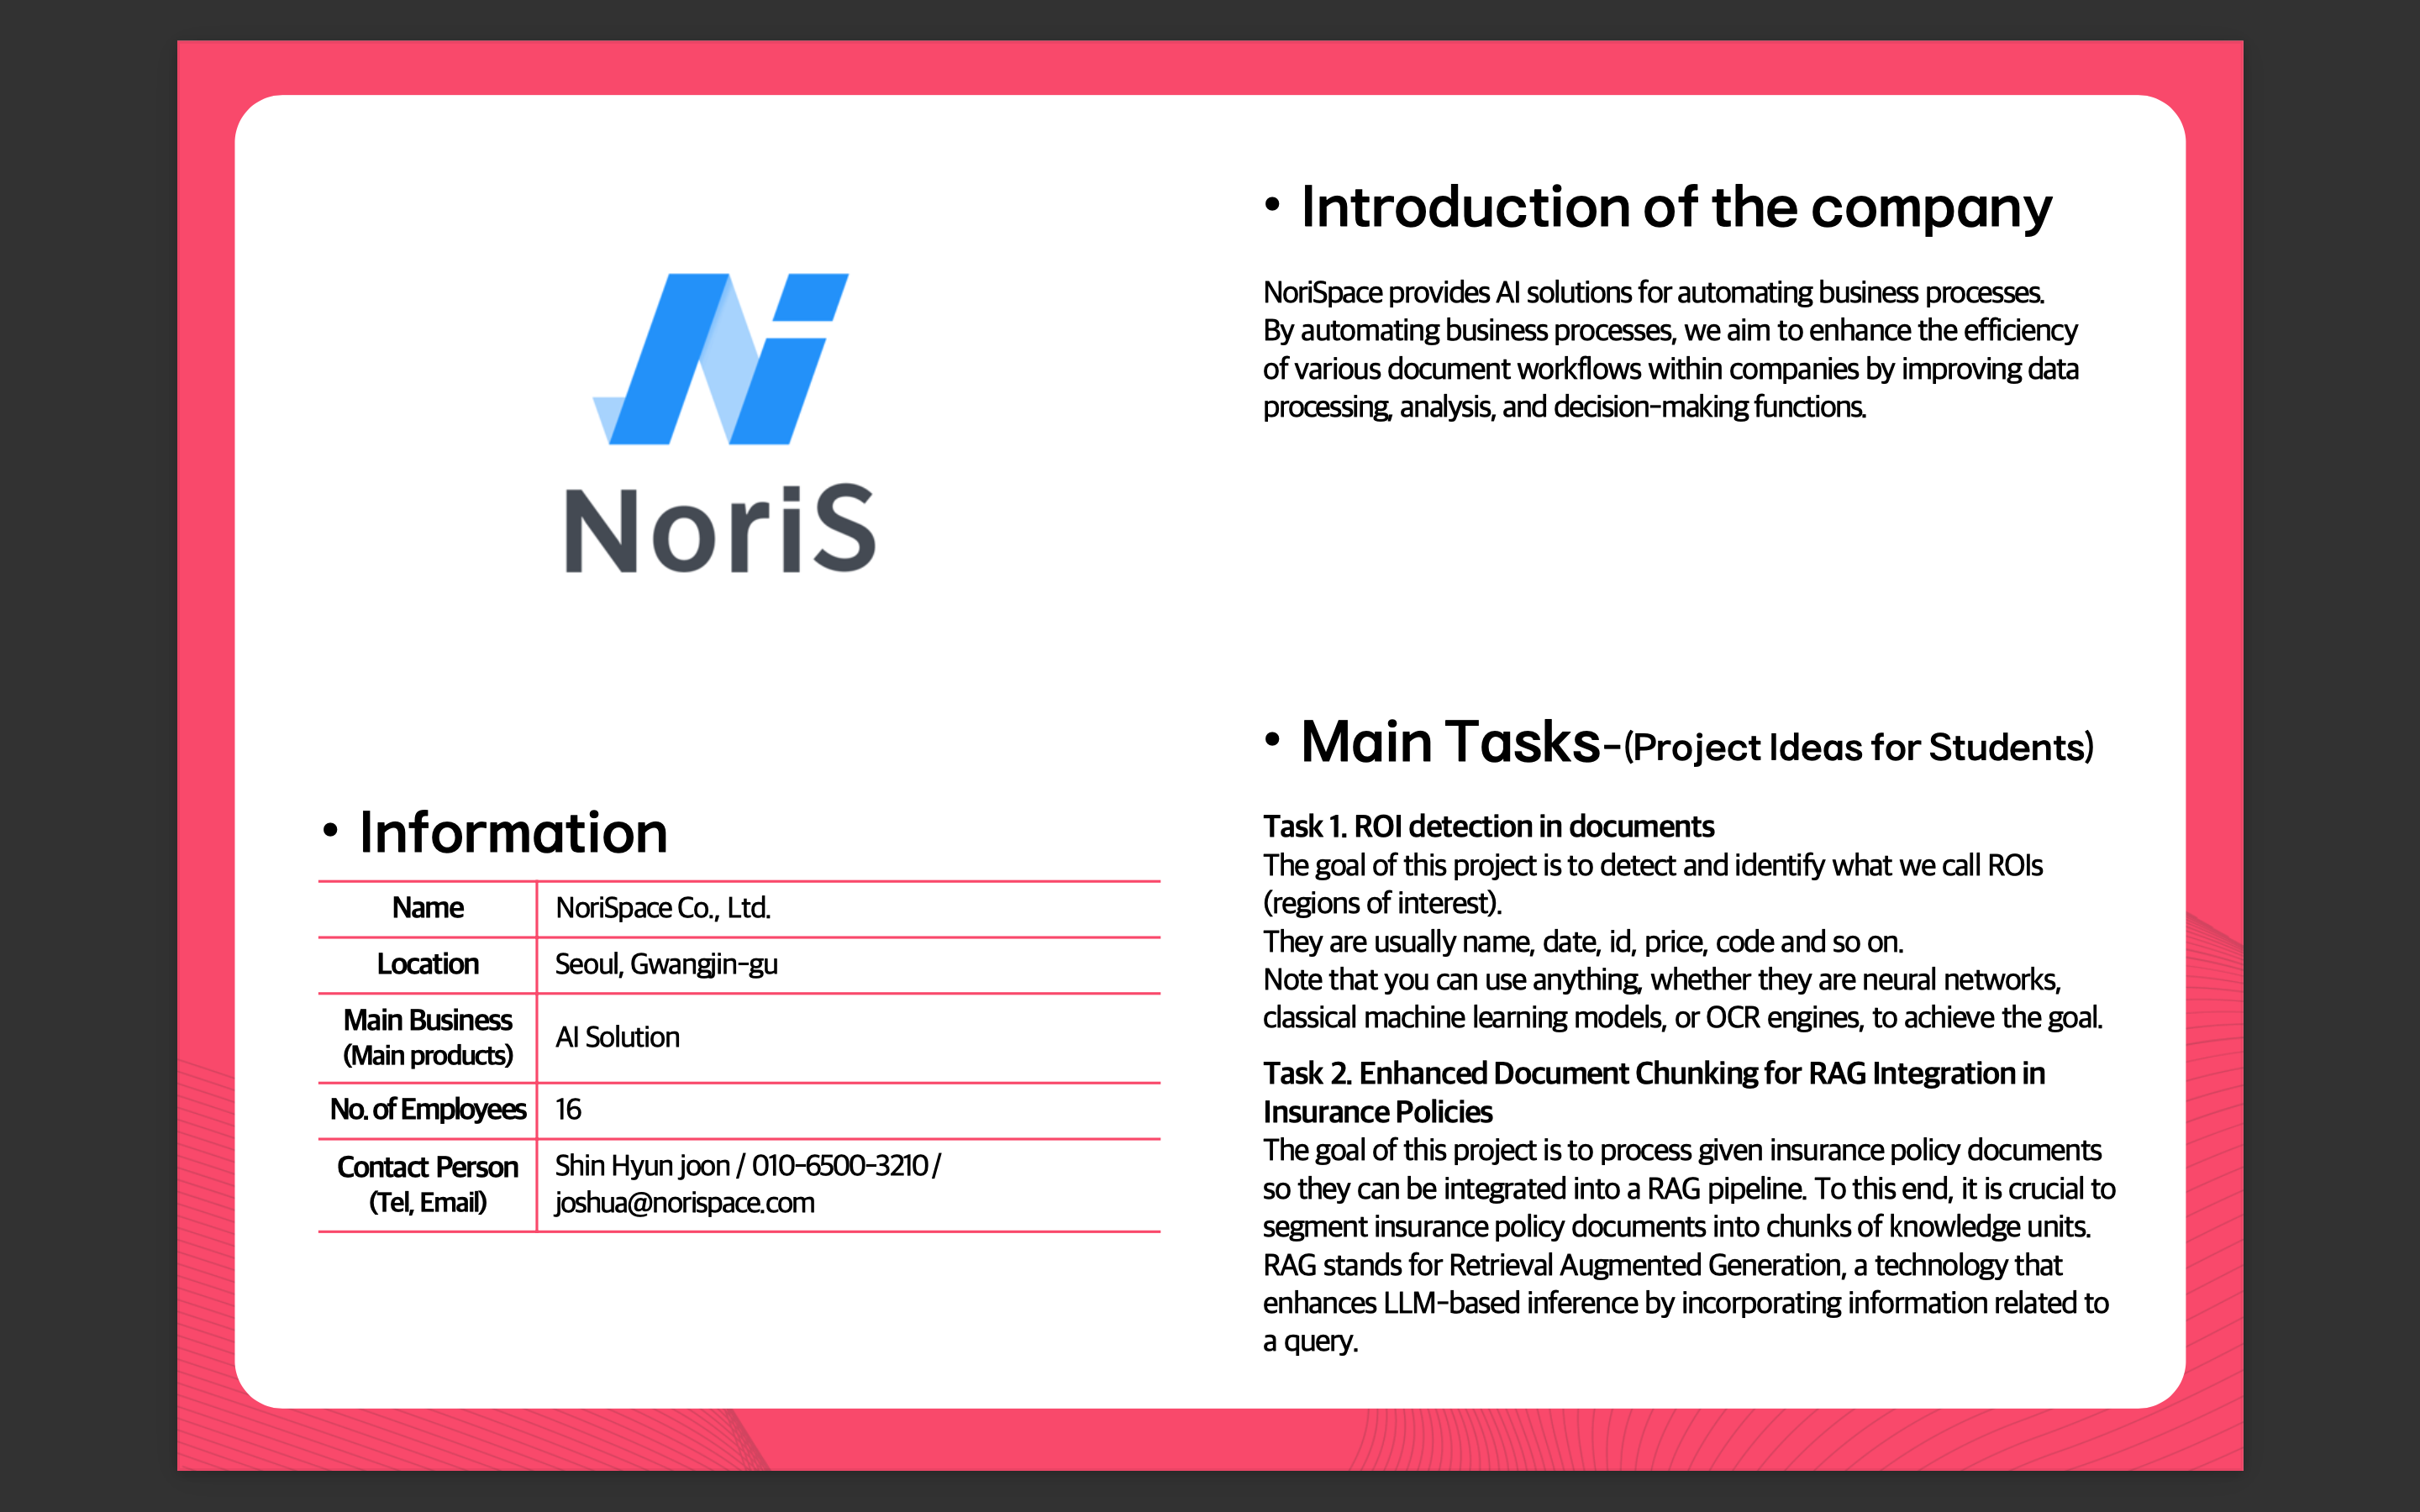 NoriS
• Information
Name
NoriSpace Co., Ltd.
Location
Seoul, Gwangjin-gu
Main Business
(Main products)
AI Solution
No. of Employees
16
Contact Person
(Tel, Email)
Shin Hyun joon / 010-6500-3210 /
joshua@norispace.com
• Introduction of the company
NoriSpace provides AI solutions for automating business processes.
By automating business processes, we aim to enhance the efficiency
of various document workflows within companies by improving data
processing, analysis, and decision-making functions.
• Main Tasks-(Project Ideas for Students)
Task 1. ROI detection in documents
The goal of this project is to detect and identify what we call ROIs
(regions of interest).
They are usually name, date, id, price, code and so on.
Note that you can use anything, whether they are neural networks,
classical machine learning models, or OCR engines, to achieve the goal.
Task 2. Enhanced Document Chunking for RAG Integration in
Insurance Policies
The goal of this project is to process given insurance policy documents
so they can be integrated into a RAG pipeline. To this end, it is crucial to
segment insurance policy documents into chunks of knowledge units.
RAG stands for Retrieval Augmented Generation, a technology that
enhances LLM-based inference by incorporating information related to
a query.